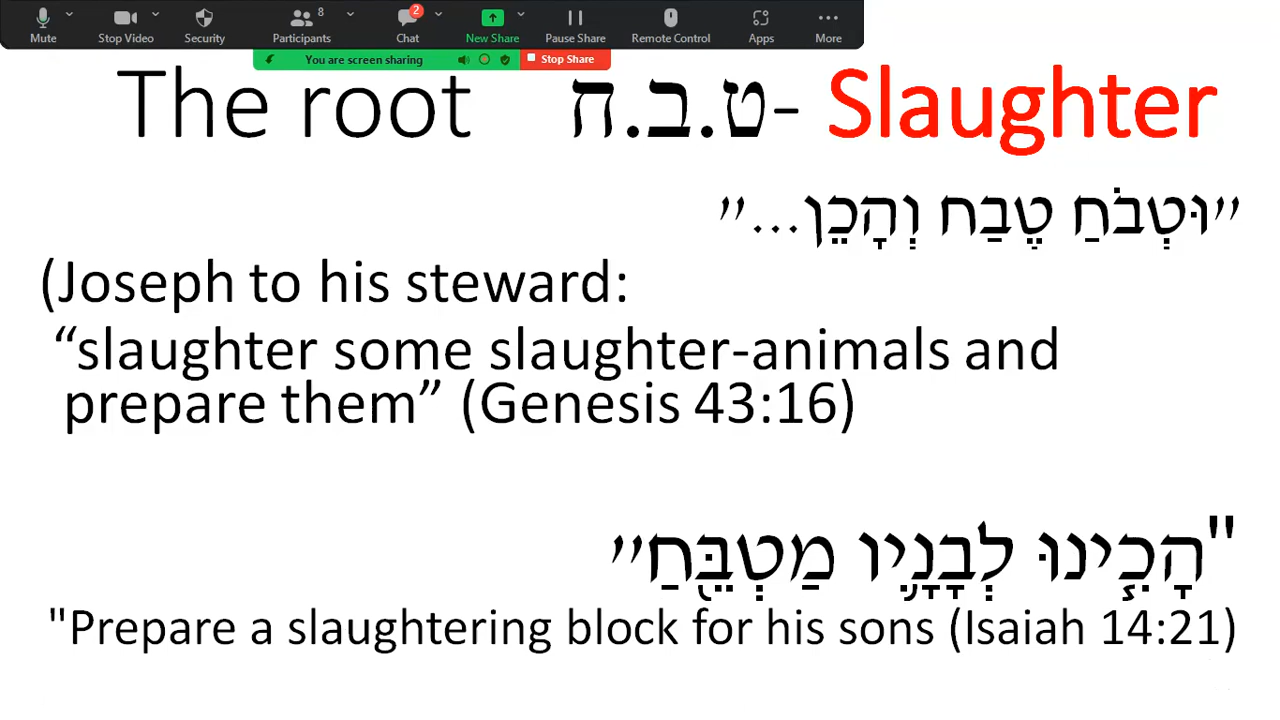 8
2
Mute Stop Video Security Participants Chat New Share Pause Share Remote Control Apps More
You are screen sharing Stop Share
The root ט.ב.ח- Slaughter
״וּטְבֹחַ טֶבַח וְהָכֵן...״
(Joseph to his steward:
“slaughter some slaughter-animals and
prepare them” (Genesis 43:16)
"הָכִ֧ינוּ לְבָנָ֛יו מַטְבֵּ֖חַ״
"Prepare a slaughtering block for his sons (Isaiah 14:21)